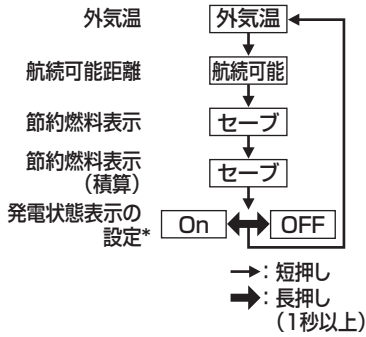 外気温 外気温
航続可能距離 航続可能
節約燃料表示 セーブ
節約燃料表示
（積算） セーブ
発電状態表示の
設定* On OFF
：短押し
：長押し
（1秒以上）